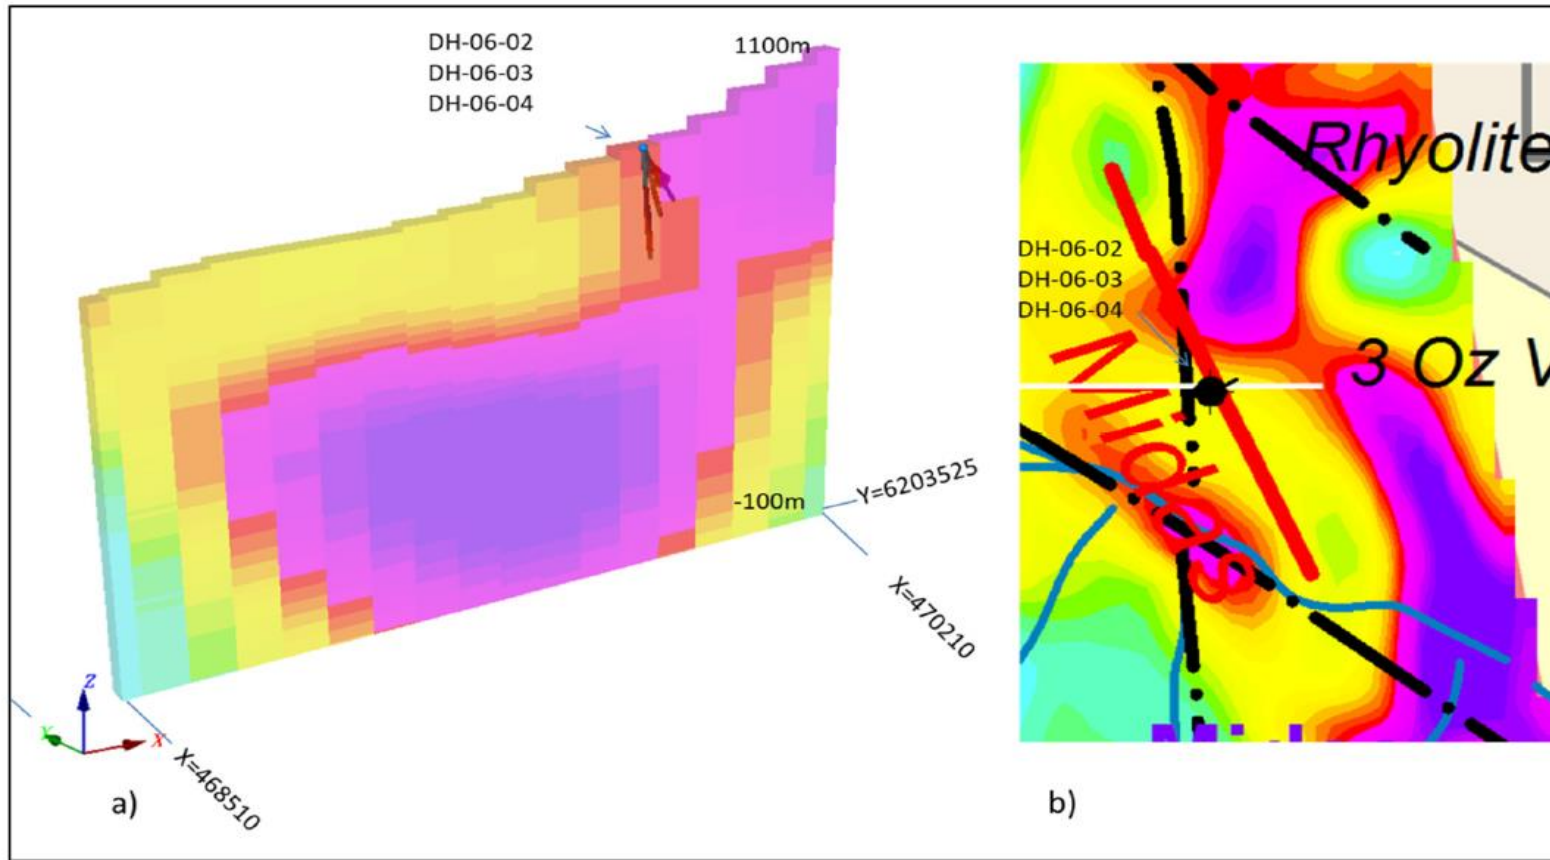 DH-06-02
DH-06-03
DH-06-04
1100m
-100m
Y=6203525
X=470210
X=468510
Z
Y
X
a)
Rhyolite
DH-06-02
DH-06-03
DH-06-04
3 Oz V
b)